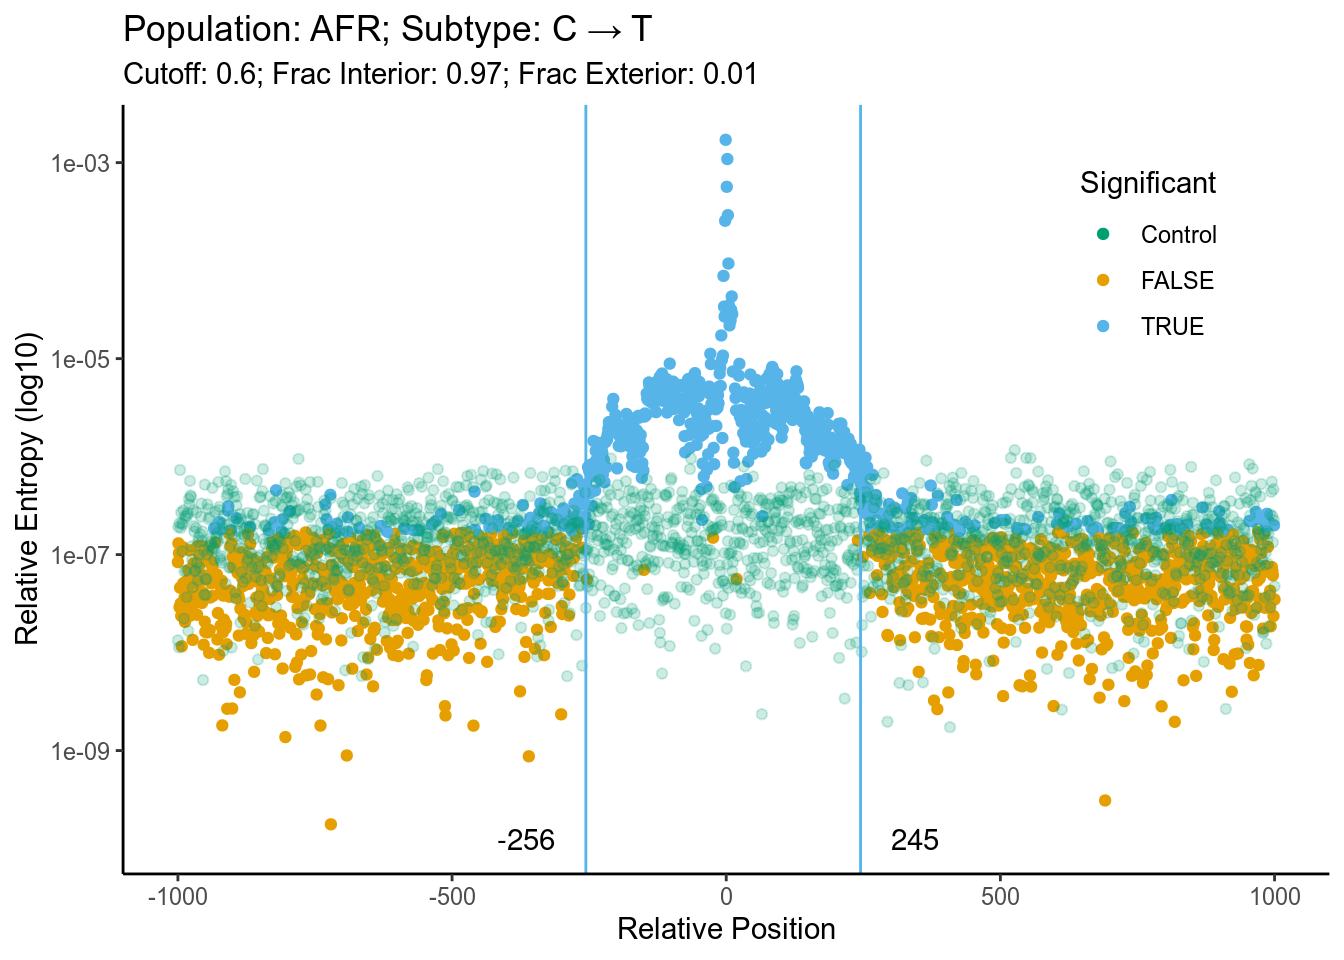 Population: AFR; Subtype: C → T
Cutoff: 0.6; Frac Interior: 0.97; Frac Exterior: 0.01
1e-03
1e-05
1e-07
1e-09
Relative Entropy (log10)
Significant
Control
FALSE
TRUE
-256
245
-1000
-500
0
500
1000
Relative Position